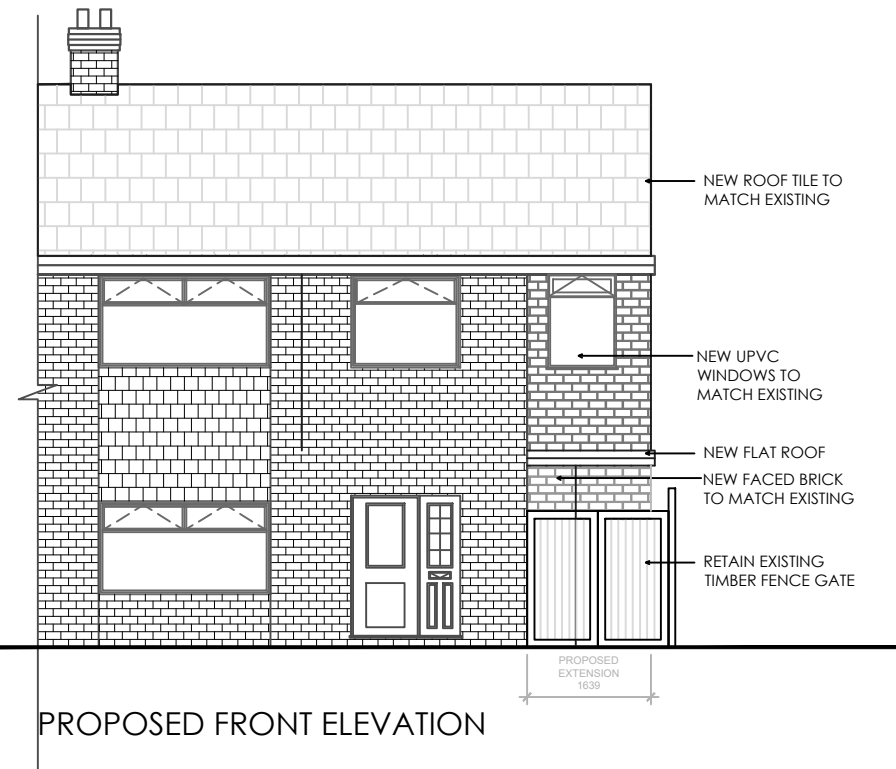 NEW ROOF TILE TO
MATCH EXISTING
NEW UPVC
WINDOWS TO
MATCH EXISTING
NEW FLAT ROOF
NEW FACED BRICK
TO MATCH EXISTING
RETAIN EXISTING
TIMBER FENCE GATE
PROPOSED
EXTENSION
1639
PROPOSED FRONT ELEVATION